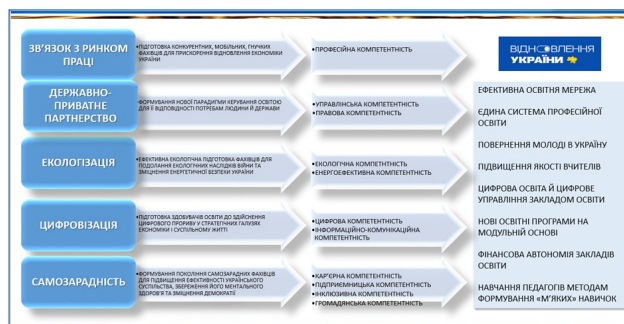 ЗВ'ЯЗОК З РИНКОМ
ПРАЦІ
•ПІДГОТОВКА КОНКУРЕНТНИХ, МОБІЛЬНИХ, ГНУЧКИХ
ФАХІВЦІВ ДЛЯ ПРИСКОРЕННЯ ВІДНОВЛЕННЯ ЕКОНОМІКИ
УКРАЇНИ
•ПРОФЕСІЙНА КОМПЕТЕНТНІСТЬ
ДЕРЖАВНО-
ПРИВАТНЕ
ПАРТНЕРСТВО
•ФОРМУВАННЯ НОВОЇ ПАРАДИГМИ КЕРУВАННЯ ОСВІТОЮ
ДЛЯ ЇЇ ВІДПОВІДНОСТІ ПОТРЕБАМ ЛЮДИНИ Й ДЕРЖАВИ
•УПРАВЛІНСЬКА КОМПЕТЕНТНІСТЬ
•ПРАВОВА КОМПЕТЕНТНІСТЬ
ЕКОЛОГІЗАЦІЯ
•ЕФЕКТИВНА ЕКОЛОГІЧНА ПІДГОТОВКА ФАХІВЦІВ ДЛЯ
ПОДОЛАННЯ ЕКОЛОГІЧНИХ НАСЛІДКІВ ВІЙНИ ТА
ЗМІЦНЕННЯ ЕНЕРГЕТИЧНОЇ БЕЗПЕКИ УКРАЇНИ
•ЕКОЛОГІЧНА КОМПЕТНТНІСТЬ
•ЕНЕРГОЕФЕКТИВНА КОМПЕТНТНІСТЬ
ЦИФРОВІЗАЦІЯ
•ПІДГОТОВКА ЗДОБУВАЧІВ ОСВІТИ ДО ЗДІЙСНЕННЯ
ЦИФРОВОГО ПРОРИВУ У СТРАТЕГІЧНИХ ГАЛУЗЯХ
ЕКОНОМІКИ І СУСПІЛЬНОМУ ЖИТТІ
•ЦИФРОВА КОМПЕТЕНТНІСТЬ
•ІНФОРМАЦІЙНО-КОМУНІКАЦІЙНА
КОМПЕТЕНТНІСТЬ
САМОЗАРАДНІСТЬ
•ФОРМУВАННЯ ПОКОЛІННЯ САМОЗАРАДНИХ ФАХІВЦІВ
ДЛЯ ПІДВИЩЕННЯ ЕФЕКТИВНОСТІ УКРАЇНСЬКОГО
СУСПІЛЬСТВА, ЗБЕРЕЖЕННЯ ЙОГО МЕНТАЛЬНОГО
ЗДОРОВ'Я ТА ЗМІЦНЕННЯ ДЕМОКРАТІЇ
•КАР'ЄРНА КОМПЕТЕНТНІСТЬ
•ПІДПРИЄМНИЦЬКА КОМПЕТЕНТНІСТЬ
•ІНКЛЮЗИВНА КОМПЕТЕНТНІСТЬ
•ГРОМАДЯНСЬКА КОМПЕТЕНТНІСТЬ
ВІДНОВЛЕННЯ
УКРАЇНИ
ЕФЕКТИВНА ОСВІТНЯ МЕРЕЖА
ЄДИНА СИСТЕМА ПРОФЕСІЙНОЇ
ОСВІТИ
ПОВЕРНЕННЯ МОЛОДІ В УКРАЇНУ
ПІДВИЩЕННЯ ЯКОСТІ ВЧИТЕЛІВ
ЦИФРОВА ОСВІТА Й ЦИФРОВЕ
УПРАВЛІННЯ ЗАКЛАДОМ ОСВІТИ
НОВІ ОСВІТНІ ПРОГРАМИ НА
МОДУЛЬНІЙ ОСНОВІ
ФІНАНСОВА АВТОНОМІЯ ЗАКЛАДІВ
ОСВІТИ
НАВЧАННЯ ПЕДАГОГІВ МЕТОДАМ
ФОРМУВАННЯ «М'ЯКИХ» НАВИЧОК